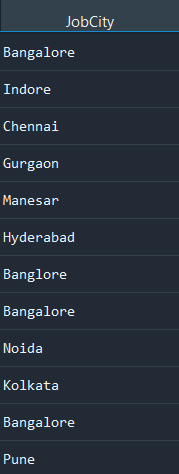 JobCity
Bangalore
Indore
Chennai
Gurgaon
Manesar
Hyderabad
Banglore
Bangalore
Noida
Kolkata
Bangalore
Pune